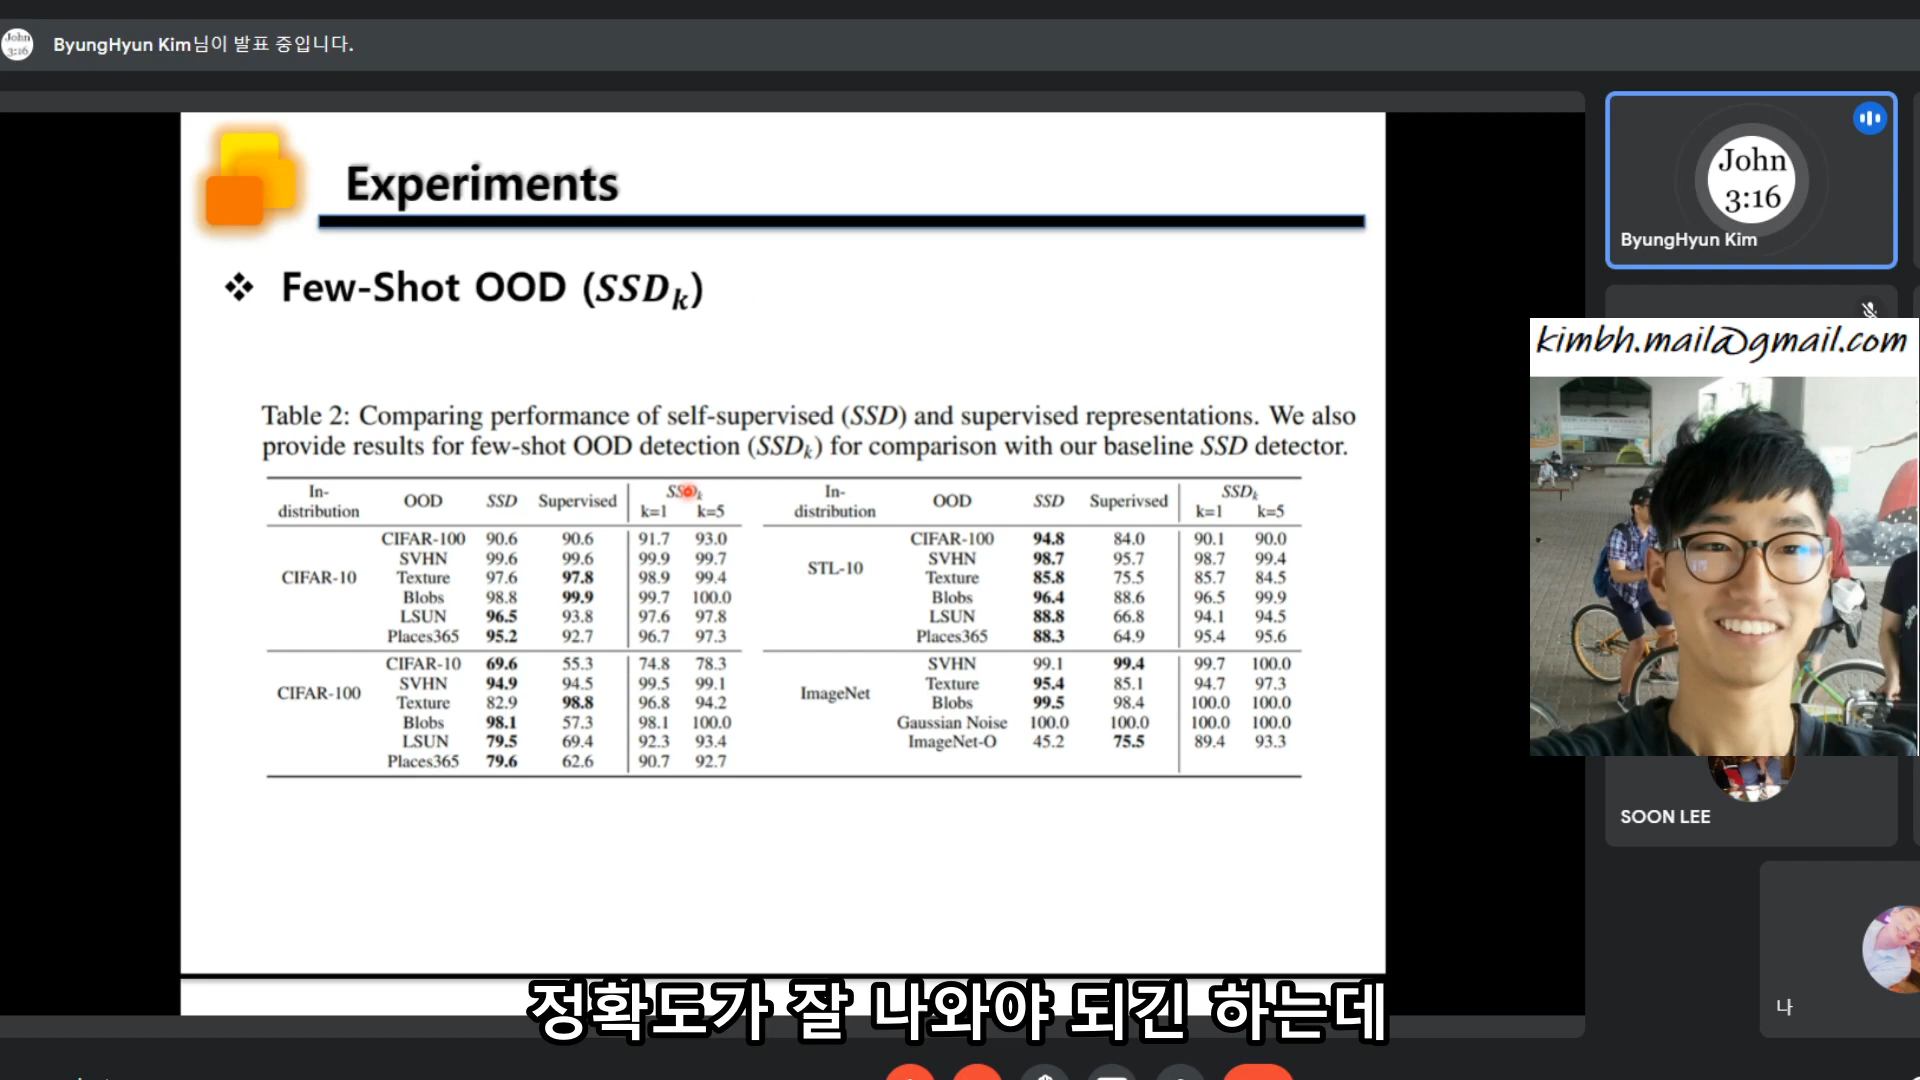 John
3:16
ByungHyun Kim님이 발표 중입니다.
John
3:16
ByungHyun Kim
kimbh.mail@gmail.com
SOON LEE
나
Experiments
❖ Few-Shot OOD (SSDk)
Table 2: Comparing performance of self-supervised (SSD) and supervised representations. We also
provide results for few-shot OOD detection (SSDk) for comparison with our baseline SSD detector.
In-distribution OOD SSD Supervised SSDk k=1 k=5
CIFAR-10
CIFAR-100 90.6 90.6 91.7 93.0
SVHN 99.6 99.6 99.9 99.7
Texture 97.6 97.8 98.9 99.4
Blobs 98.8 99.9 99.7 100.0
LSUN 96.5 93.8 97.6 97.8
Places365 95.2 92.7 96.7 97.3
CIFAR-100
CIFAR-10 69.6 55.3 74.8 78.3
SVHN 94.9 94.5 99.5 99.1
Texture 82.9 98.8 96.8 94.2
Blobs 98.1 57.3 98.1 100.0
LSUN 79.5 69.4 92.3 93.4
Places365 79.6 62.6 90.7 92.7
In-distribution OOD SSD Superivsed SSDk k=1 k=5
STL-10
CIFAR-100 94.8 84.0 90.1 90.0
SVHN 98.7 95.7 98.7 99.4
Texture 85.8 75.5 85.7 84.5
Blobs 96.4 88.6 96.5 99.9
LSUN 88.8 66.8 94.1 94.5
Places365 88.3 64.9 95.4 95.6
ImageNet
SVHN 99.1 99.4 99.7 100.0
Texture 95.4 85.1 94.7 97.3
Blobs 99.5 98.4 100.0 100.0
Gaussian Noise 100.0 100.0 100.0 100.0
ImageNet-O 45.2 75.5 89.4 93.3
정확도가 잘 나와야 되긴 하는데